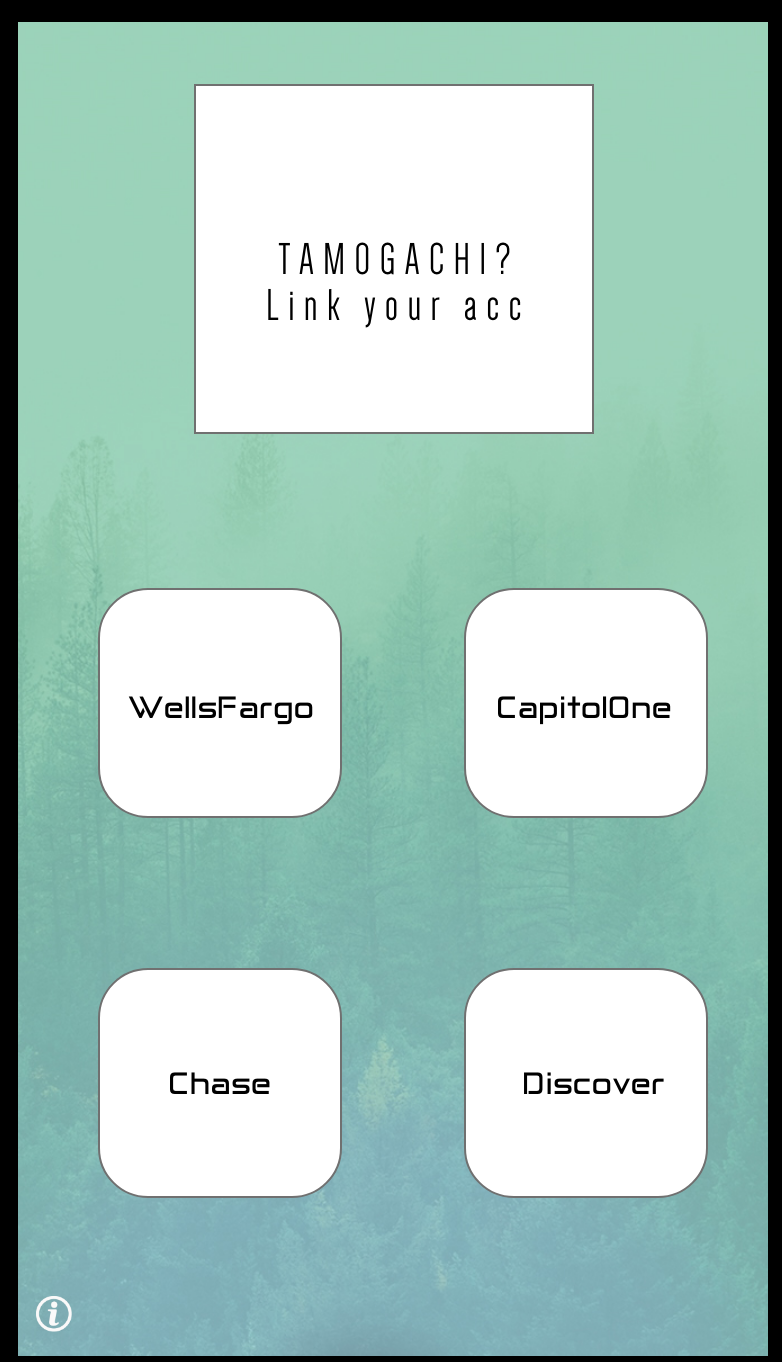 TAMOGACHI?
Link your acc
WellsFargo
CapitolOne
Chase
Discover
i